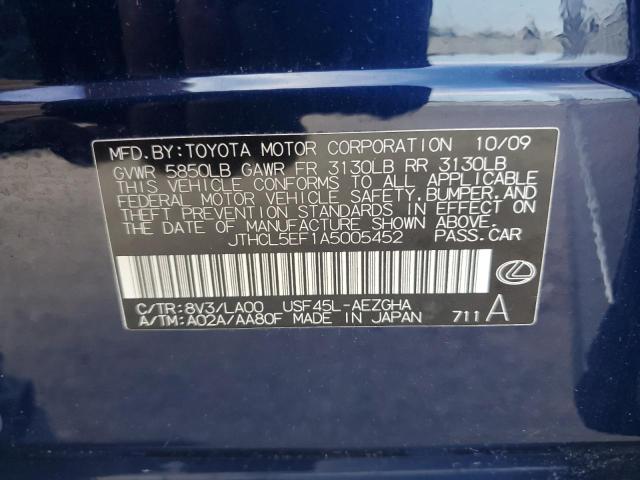 MFD. BY: TOYOTA MOTOR CORPORATION 10/09
GVWR 5850LB GAWR FR 3130LB RR 3130LB
THIS VEHICLE CONFORMS TO ALL APPLICABLE
FEDERAL MOTOR VEHICLE SAFETY, BUMPER, AND
THEFT PREVENTION STANDARDS IN EFFECT ON
THE DATE OF MANUFACTURE SHOWN ABOVE.
JTHCL5EF1A5005452 PASS. CAR
C/TR: 8V3/LA00 USF45L-AEZGHA
A/TM: A02A/AA80F MADE IN JAPAN 711 A